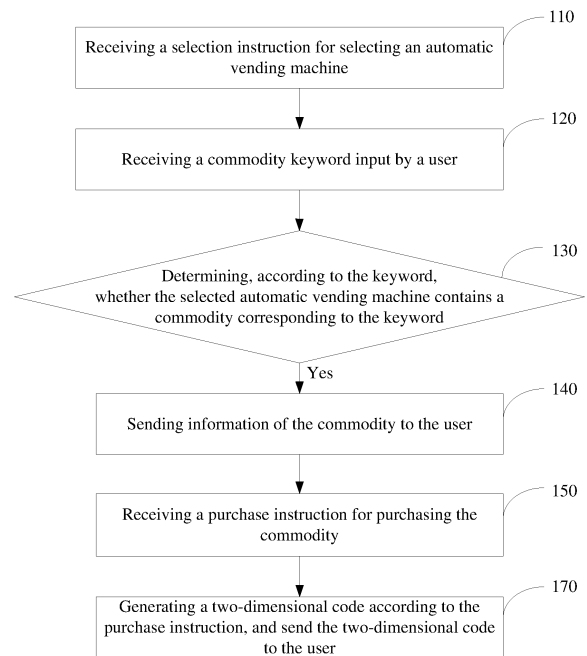 110
Receiving a selection instruction for selecting an automatic
vending machine
120
Receiving a commodity keyword input by a user
130
Determining, according to the keyword,
whether the selected automatic vending machine contains a
commodity corresponding to the keyword
Yes
140
Sending information of the commodity to the user
150
Receiving a purchase instruction for purchasing the
commodity
170
Generating a two-dimensional code according to the
purchase instruction, and send the two-dimensional code
to the user